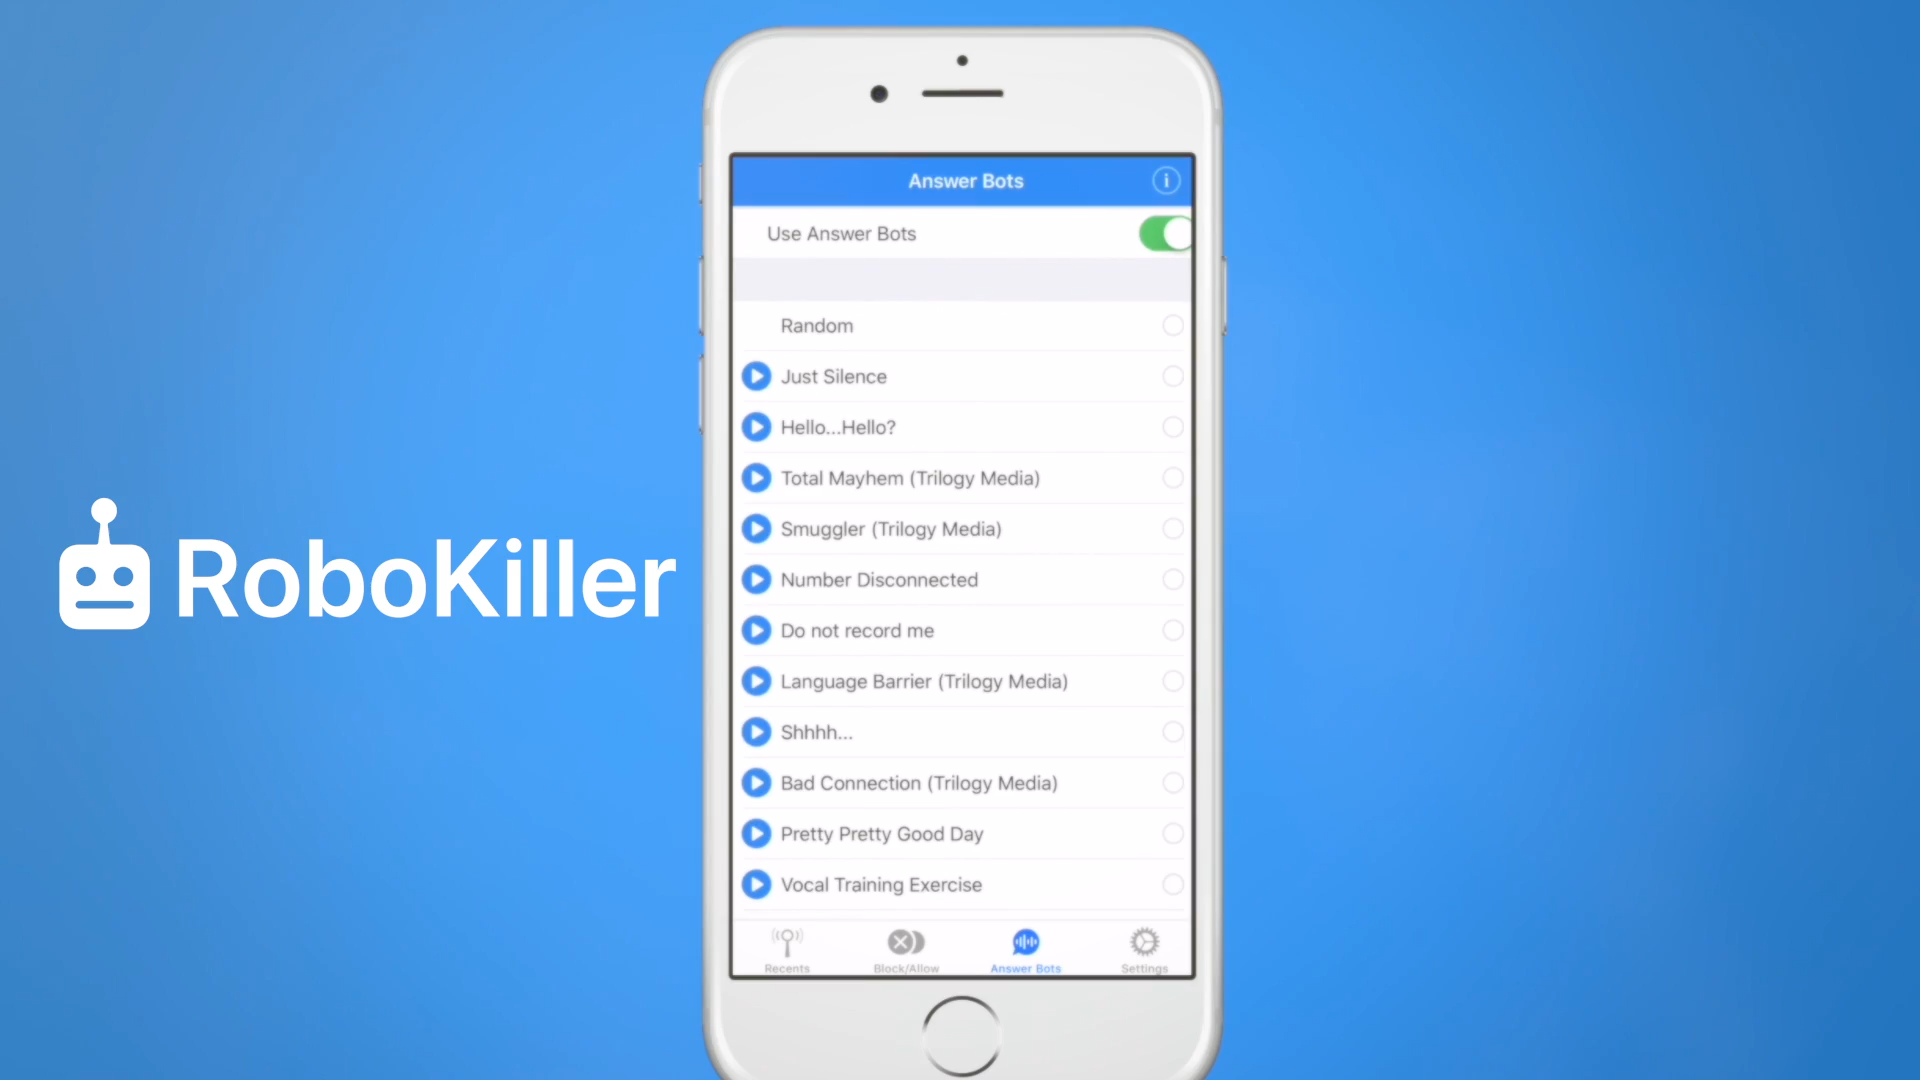 Answer Bots
i
Use Answer Bots
Random
Just Silence
Hello...Hello?
Total Mayhem (Trilogy Media)
Smuggler (Trilogy Media)
Number Disconnected
Do not record me
Language Barrier (Trilogy Media)
Shhhh...
Bad Connection (Trilogy Media)
Pretty Pretty Good Day
Vocal Training Exercise
Recents
Block/Allow
Answer Bots
Settings
RoboKiller